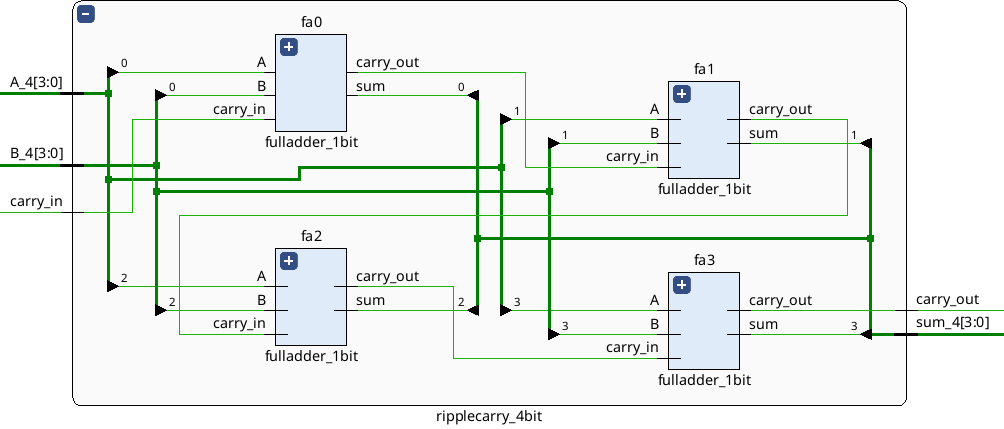 fa0
A_4[3:0]
0
A
carry_out
0
B
sum
0
carry_in
fulladder_1bit
fa1
1
A
carry_out
1
B
sum
1
carry_in
fulladder_1bit
B_4[3:0]
carry_in
fa2
2
A
carry_out
2
B
sum
2
carry_in
fulladder_1bit
fa3
3
A
carry_out
3
B
sum
3
carry_in
fulladder_1bit
carry_out
sum_4[3:0]
ripplecarry_4bit